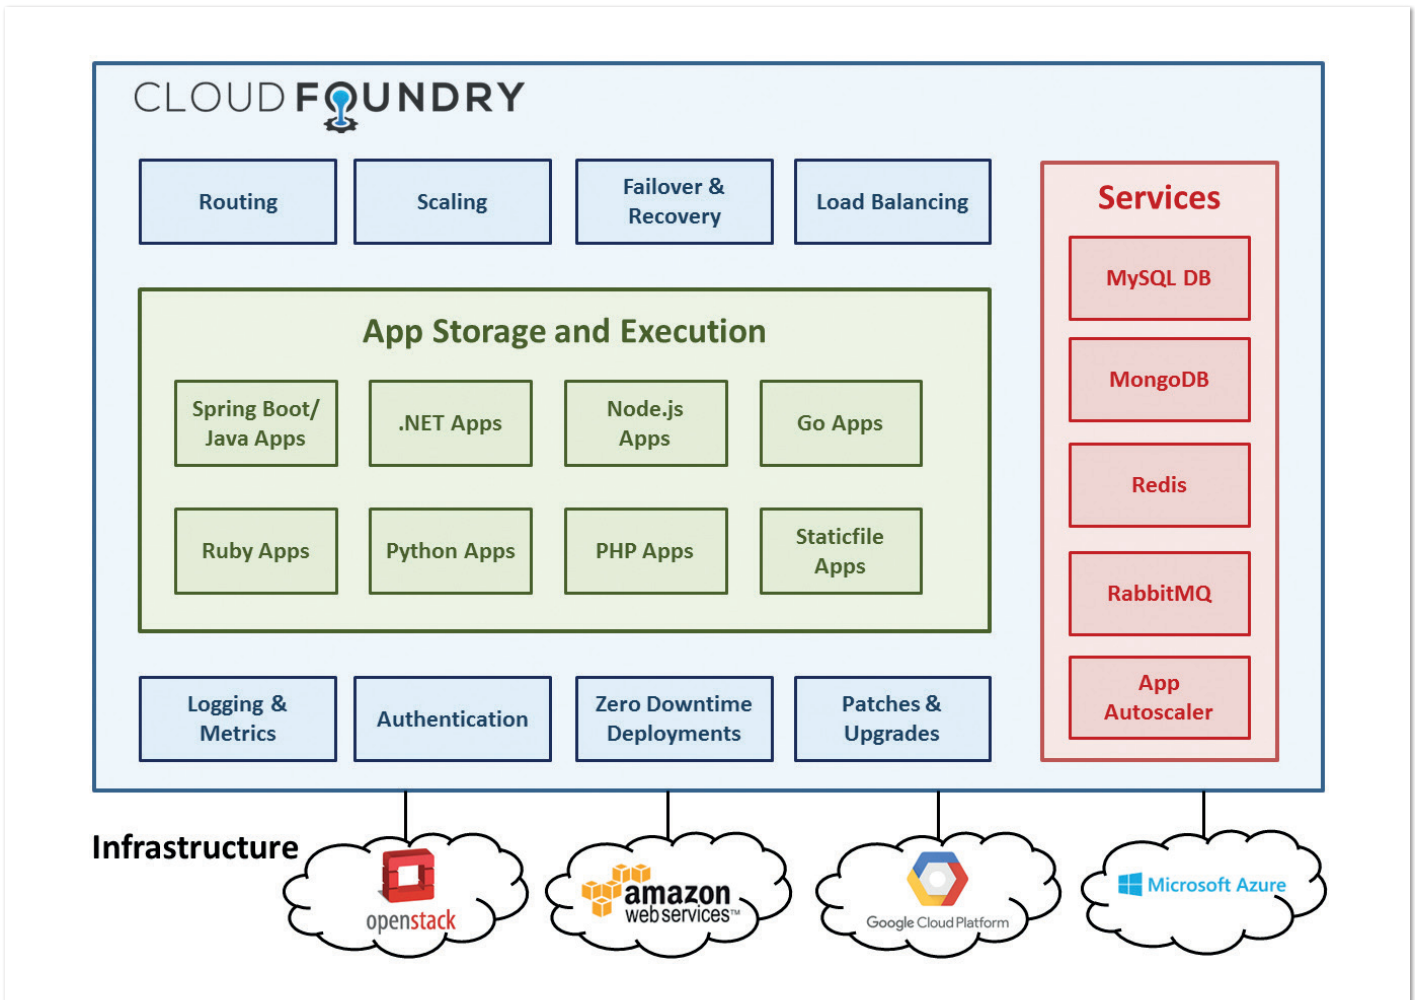 CLOUD FOUNDRY
Routing
Scaling
Failover &
Recovery
Load Balancing
App Storage and Execution
Spring Boot/
Java Apps
.NET Apps
Node.js
Apps
Go Apps
Ruby Apps
Python Apps
PHP Apps
Staticfile
Apps
Logging &
Metrics
Authentication
Zero Downtime
Deployments
Patches &
Upgrades
Services
MySQL DB
MongoDB
Redis
RabbitMQ
App
Autoscaler
Infrastructure
openstack
amazon
web services™
Google Cloud Platform
Microsoft Azure